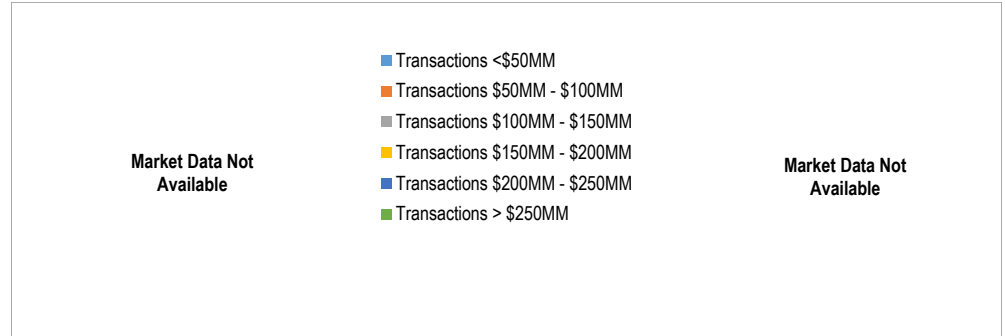 Market Data Not
Available
Transactions <$50MM
Transactions $50MM - $100MM
Transactions $100MM - $150MM
Transactions $150MM - $200MM
Transactions $200MM - $250MM
Transactions > $250MM
Market Data Not
Available